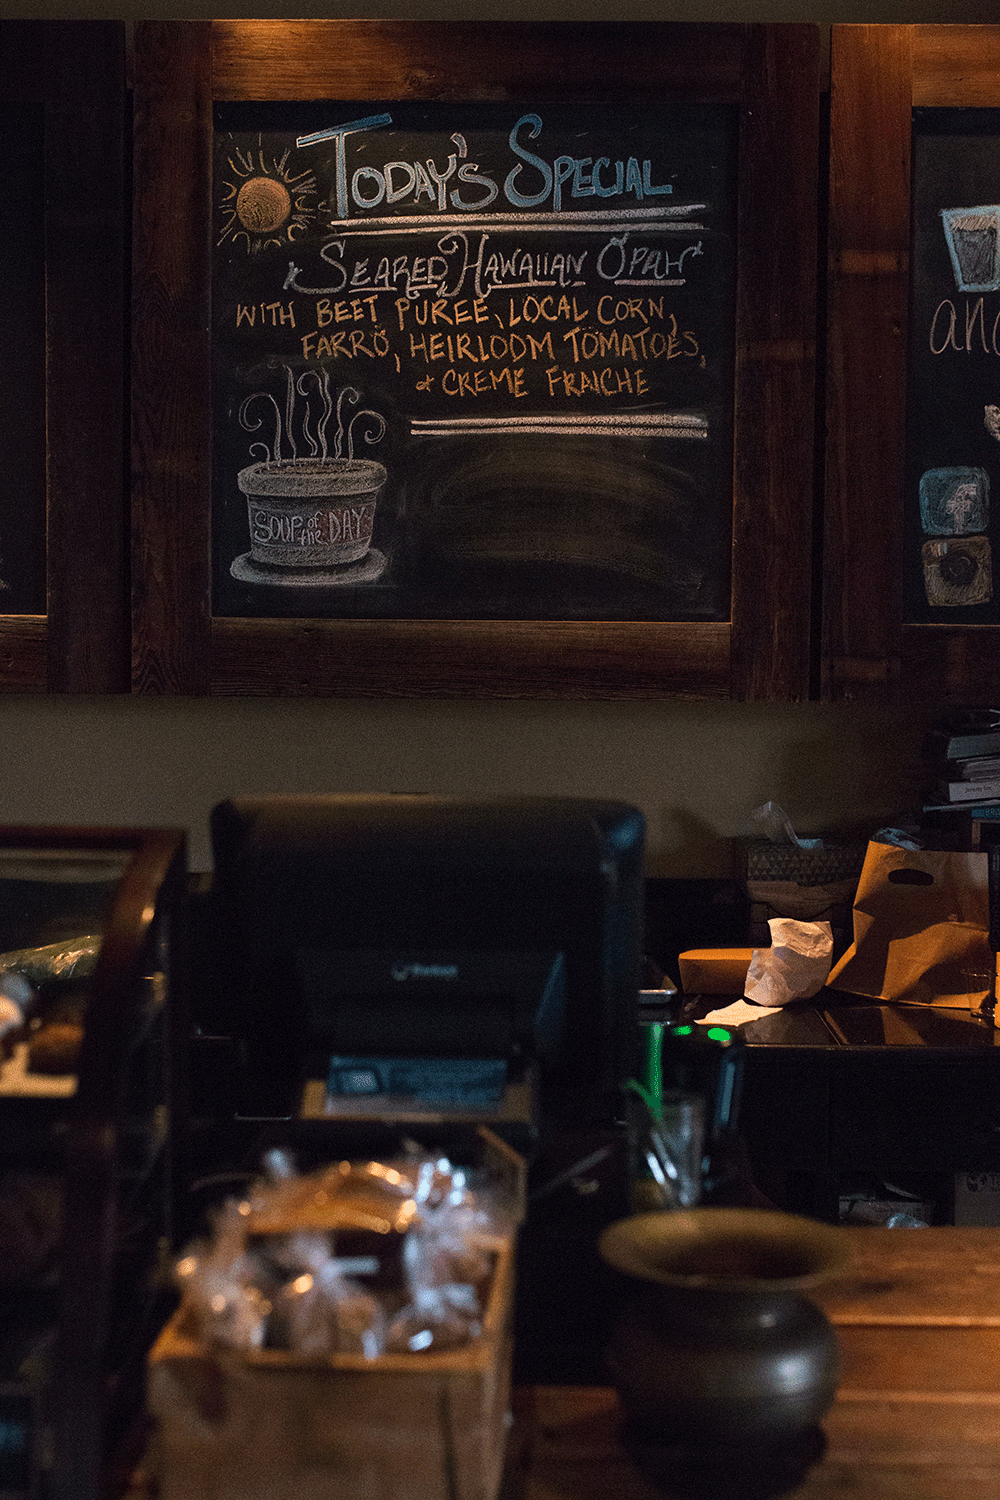 TODAY'S SPECIAL
SEARED HAWAIIAN OPAH
WITH BEET PUREE, LOCAL CORN,
FARRO, HEIRLOOM TOMATOES,
& CREME FRAICHE
SOUP of the DAY
f